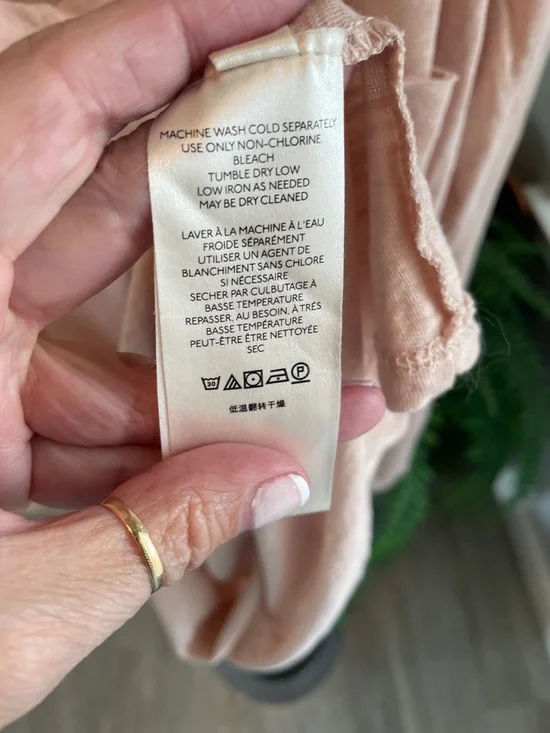 MACHINE WASH COLD SEPARATELY
USE ONLY NON-CHLORINE
BLEACH
TUMBLE DRY LOW
LOW IRON AS NEEDED
MAY BE DRY CLEANED
LAVER À LA MACHINE À L'EAU
FROIDE SÉPARÉMENT
UTILISER UN AGENT DE
BLANCHIMENT SANS CHLORE
SI NÉCESSAIRE
SECHER PAR CULBUTAGE À
BASSE TEMPERATURE
REPASSER, AU BESOIN, À TRÉS
BASSE TEMPÉRATURE
PEUT-ÊTRE ÊTRE NETTOYÉE
SEC
30 P
低温翻转干燥